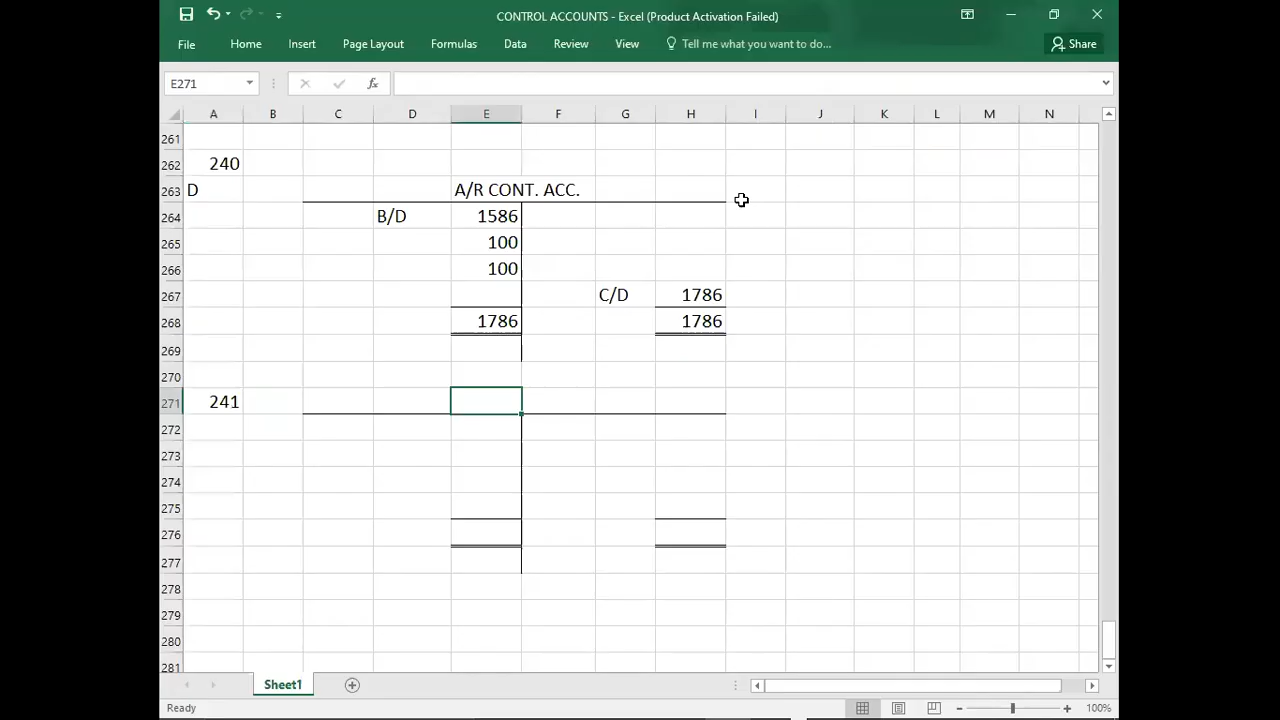 CONTROL ACCOUNTS - Excel (Product Activation Failed)
File Home Insert Page Layout Formulas Data Review View Tell me what you want to do... Share
E271 fx
A B C D E F G H I J K L M N
261
262 240
263 D A/R CONT. ACC.
264 B/D 1586
265 100
266 100
267 C/D 1786
268 1786 1786
269
270
271 241
272
273
274
275
276
277
278
279
280
281
Sheet1
Ready 100%